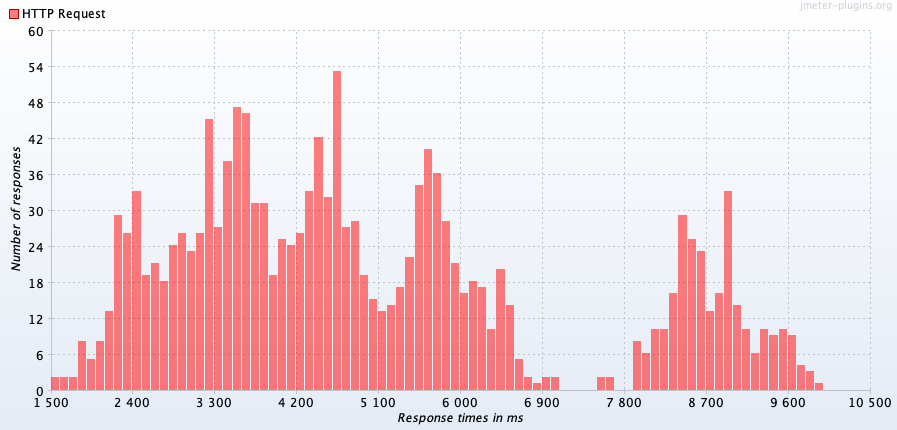 jmeter-plugins.org
HTTP Request
60
54
48
42
36
30
24
18
12
6
0
Number of responses
1 500 2 400 3 300 4 200 5 100 6 000 6 900 7 800 8 700 9 600 10 500
Response times in ms